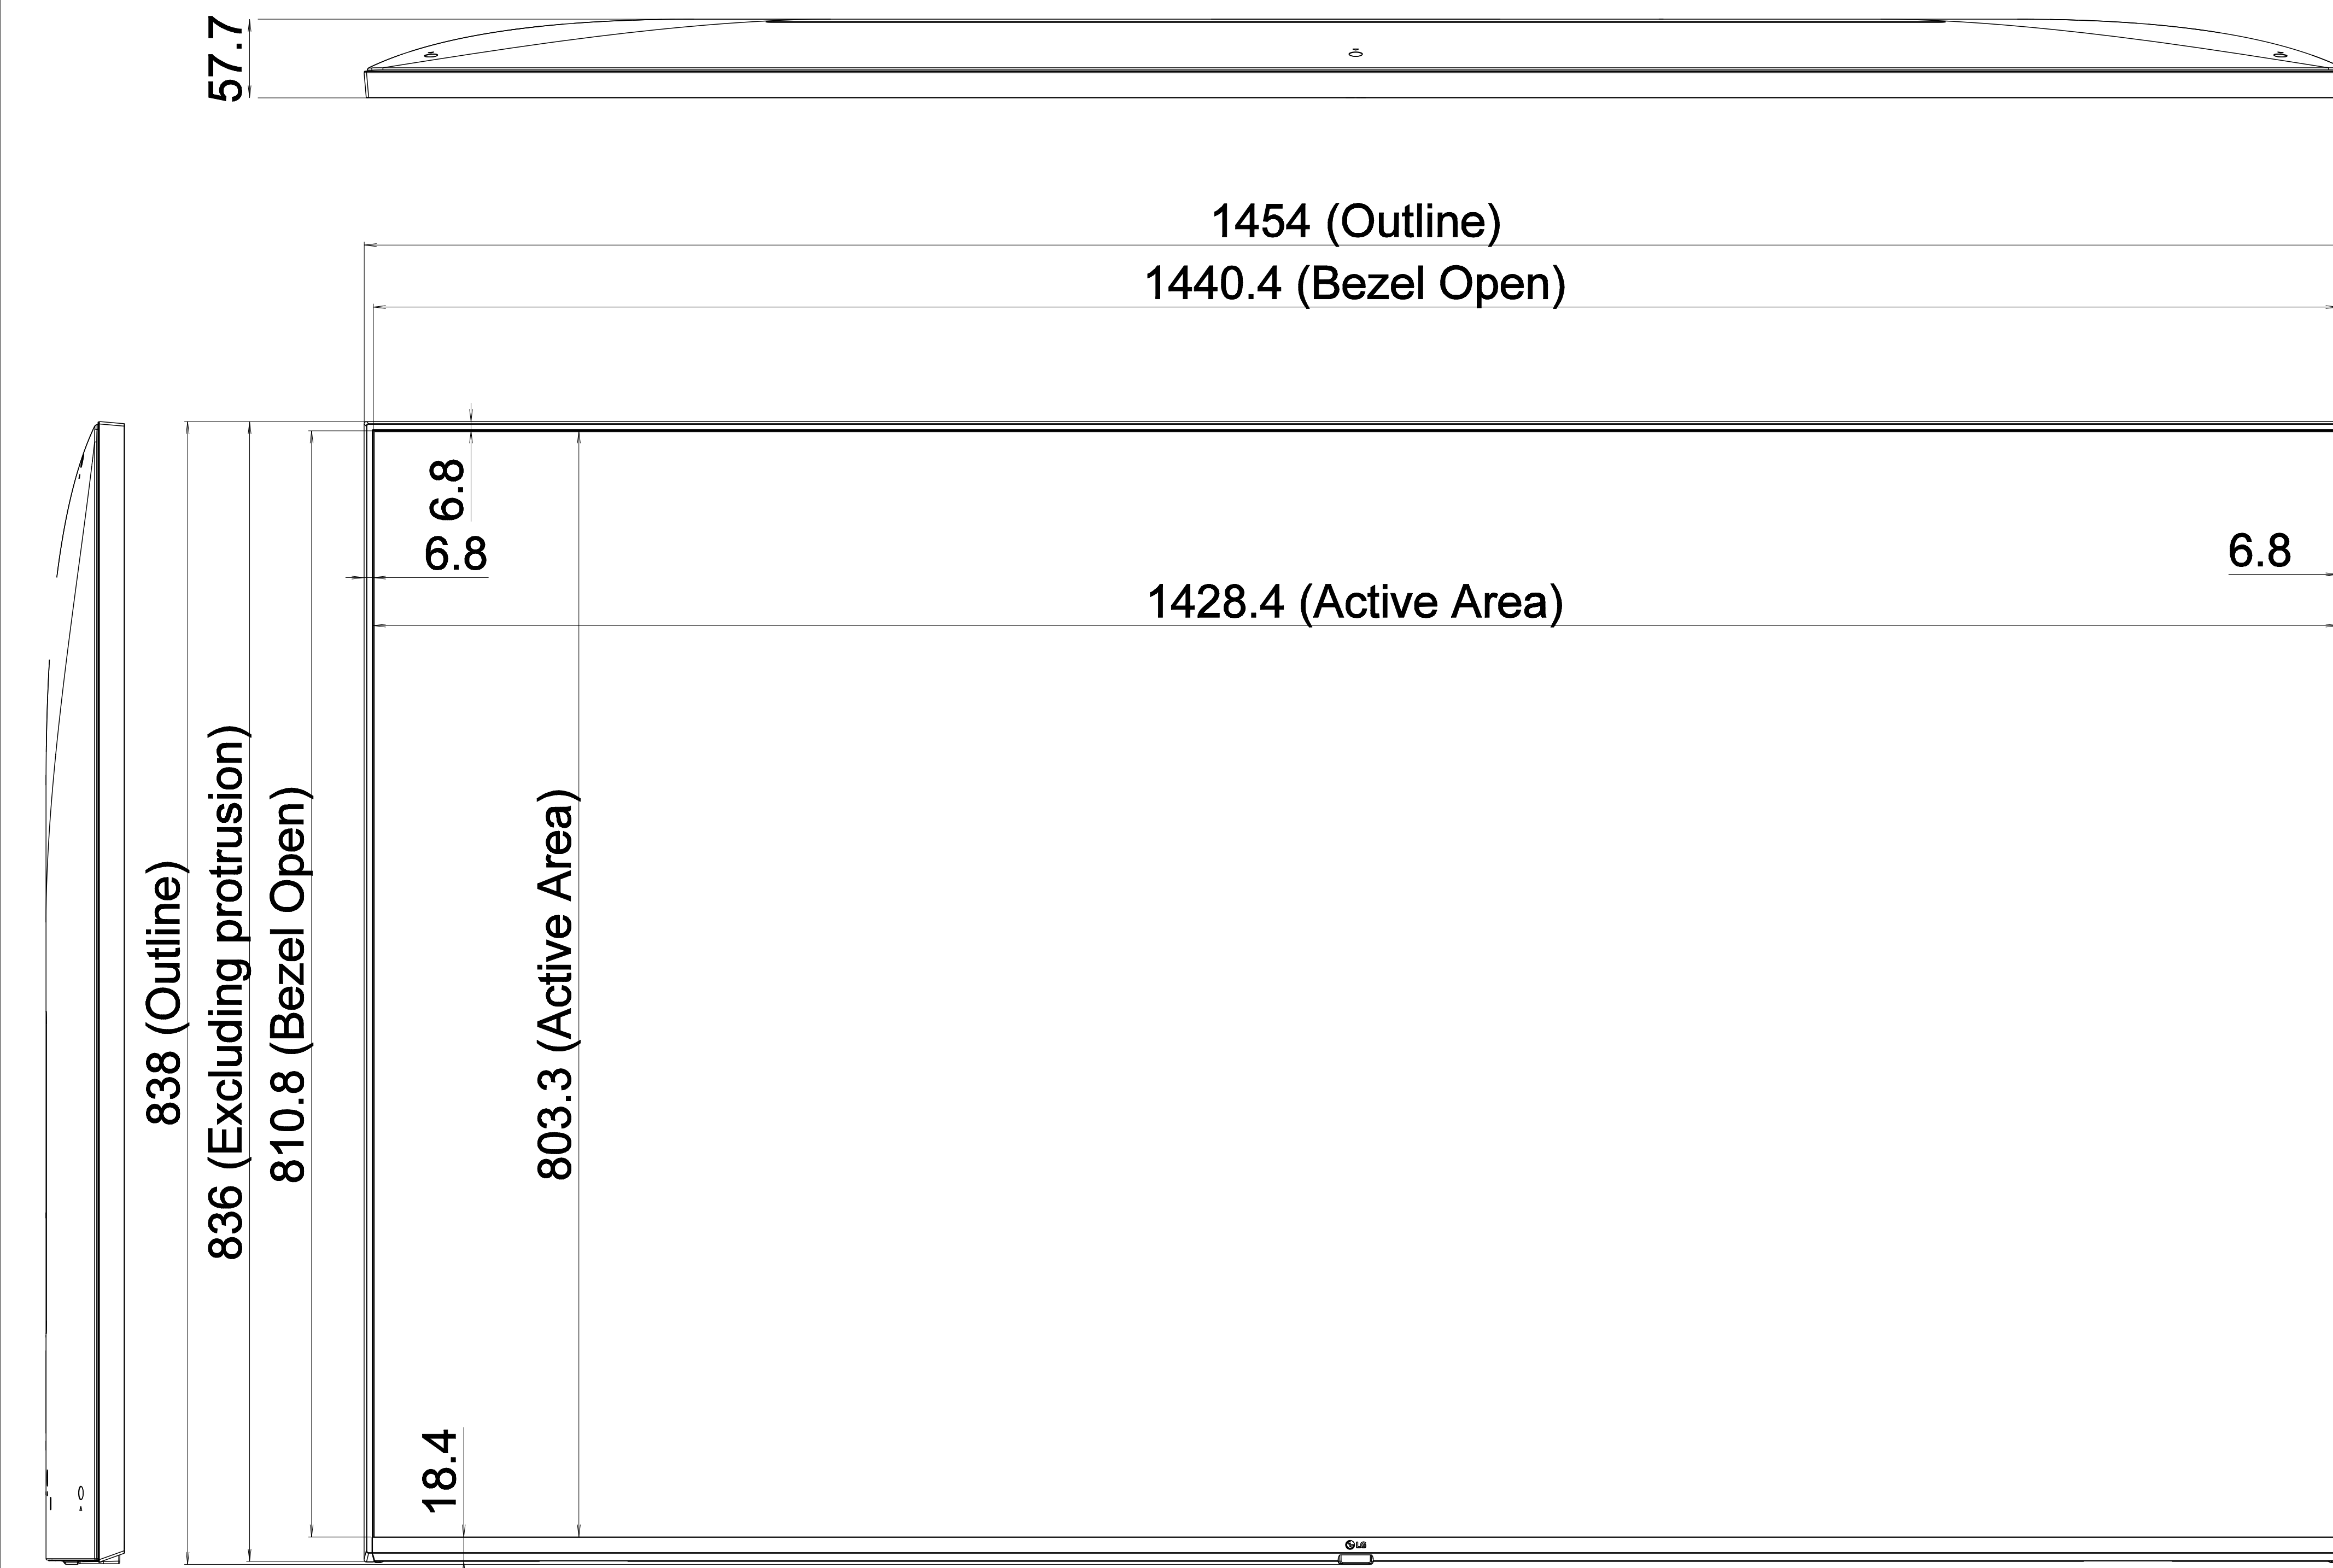 57.7
1454 (Outline)
1440.4 (Bezel Open)
6.8
6.8
6.8
1428.4 (Active Area)
838 (Outline)
836 (Excluding protrusion)
810.8 (Bezel Open)
803.3 (Active Area)
18.4
LG